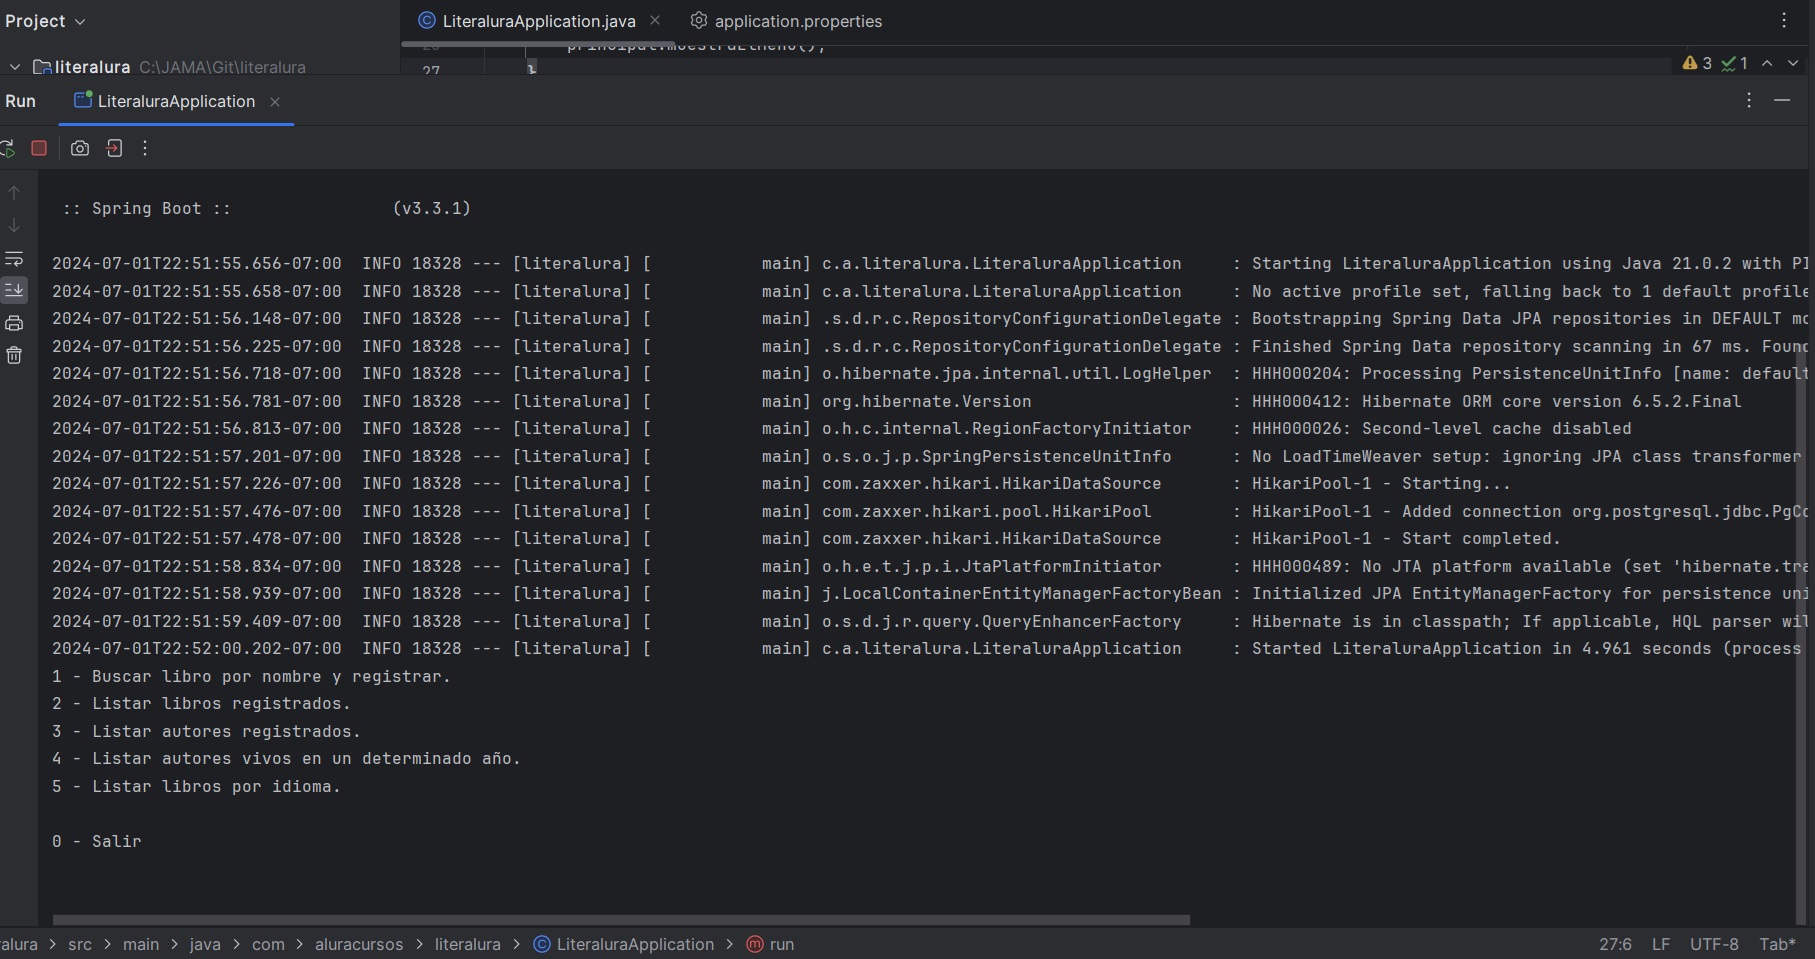 Project
LiteraluraApplication.java
application.properties
literalura C:\JAMA\Git\literalura
principal.muestraElMenu();
27 }
3 1
Run LiteraluraApplication
:: Spring Boot :: (v3.3.1)
2024-07-01T22:51:55.656-07:00 INFO 18328 --- [literalura] [ main] c.a.literalura.LiteraluraApplication : Starting LiteraluraApplication using Java 21.0.2 with PI
2024-07-01T22:51:55.658-07:00 INFO 18328 --- [literalura] [ main] c.a.literalura.LiteraluraApplication : No active profile set, falling back to 1 default profile
2024-07-01T22:51:56.148-07:00 INFO 18328 --- [literalura] [ main] .s.d.r.c.RepositoryConfigurationDelegate : Bootstrapping Spring Data JPA repositories in DEFAULT mo
2024-07-01T22:51:56.225-07:00 INFO 18328 --- [literalura] [ main] .s.d.r.c.RepositoryConfigurationDelegate : Finished Spring Data repository scanning in 67 ms. Foun
2024-07-01T22:51:56.718-07:00 INFO 18328 --- [literalura] [ main] o.hibernate.jpa.internal.util.LogHelper : HHH000204: Processing PersistenceUnitInfo [name: default
2024-07-01T22:51:56.781-07:00 INFO 18328 --- [literalura] [ main] org.hibernate.Version : HHH000412: Hibernate ORM core version 6.5.2.Final
2024-07-01T22:51:56.813-07:00 INFO 18328 --- [literalura] [ main] o.h.c.internal.RegionFactoryInitiator : HHH000026: Second-level cache disabled
2024-07-01T22:51:57.201-07:00 INFO 18328 --- [literalura] [ main] o.s.o.j.p.SpringPersistenceUnitInfo : No LoadTimeWeaver setup: ignoring JPA class transformer
2024-07-01T22:51:57.226-07:00 INFO 18328 --- [literalura] [ main] com.zaxxer.hikari.HikariDataSource : HikariPool-1 - Starting...
2024-07-01T22:51:57.476-07:00 INFO 18328 --- [literalura] [ main] com.zaxxer.hikari.pool.HikariPool : HikariPool-1 - Added connection org.postgresql.jdbc.PgCo
2024-07-01T22:51:57.478-07:00 INFO 18328 --- [literalura] [ main] com.zaxxer.hikari.HikariDataSource : HikariPool-1 - Start completed.
2024-07-01T22:51:58.834-07:00 INFO 18328 --- [literalura] [ main] o.h.e.t.j.p.i.JtaPlatformInitiator : HHH000489: No JTA platform available (set 'hibernate.tra
2024-07-01T22:51:58.939-07:00 INFO 18328 --- [literalura] [ main] j.LocalContainerEntityManagerFactoryBean : Initialized JPA EntityManagerFactory for persistence uni
2024-07-01T22:51:59.409-07:00 INFO 18328 --- [literalura] [ main] o.s.d.j.r.query.QueryEnhancerFactory : Hibernate is in classpath; If applicable, HQL parser wil
2024-07-01T22:52:00.202-07:00 INFO 18328 --- [literalura] [ main] c.a.literalura.LiteraluraApplication : Started LiteraluraApplication in 4.961 seconds (process
1 - Buscar libro por nombre y registrar.
2 - Listar libros registrados.
3 - Listar autores registrados.
4 - Listar autores vivos en un determinado año.
5 - Listar libros por idioma.
0 - Salir
alura > src > main > java > com > aluracursos > literalura > LiteraluraApplication > run 27:6 LF UTF-8 Tab*